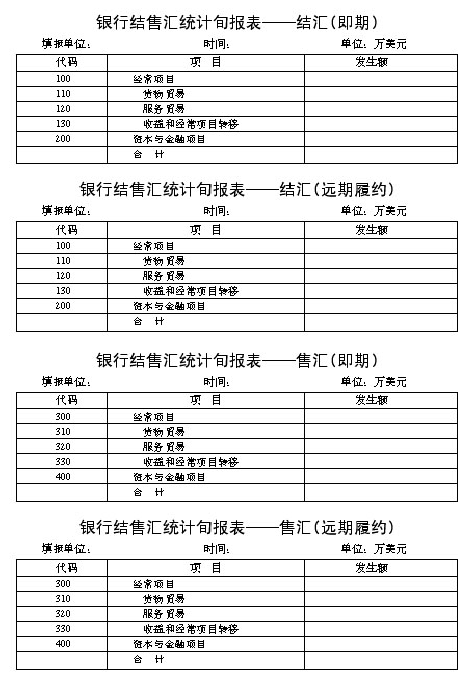 银行结售汇统计旬报表——结汇(即期)
填报单位: 时间: 单位:万美元
代码 项 目 发生额
100 经常项目
110 货物贸易
120 服务贸易
130 收益和经常项目转移
200 资本与金融项目
合 计
银行结售汇统计旬报表——结汇(远期履约)
填报单位: 时间: 单位:万美元
代码 项 目 发生额
100 经常项目
110 货物贸易
120 服务贸易
130 收益和经常项目转移
200 资本与金融项目
合 计
银行结售汇统计旬报表——售汇(即期)
填报单位: 时间: 单位:万美元
代码 项 目 发生额
300 经常项目
310 货物贸易
320 服务贸易
330 收益和经常项目转移
400 资本与金融项目
合 计
银行结售汇统计旬报表——售汇(远期履约)
填报单位: 时间: 单位:万美元
代码 项 目 发生额
300 经常项目
310 货物贸易
320 服务贸易
330 收益和经常项目转移
400 资本与金融项目
合 计